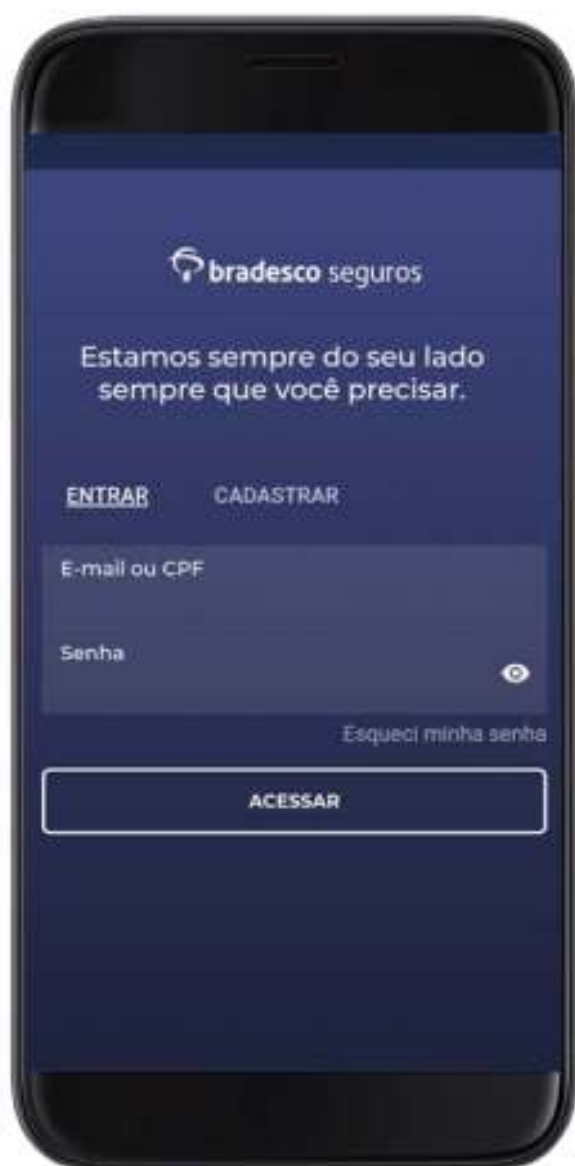 bradesco seguros
Estamos sempre do seu lado
sempre que você precisar.
ENTRAR CADASTRAR
E-mail ou CPF
Senha
Esqueci minha senha
ACESSAR